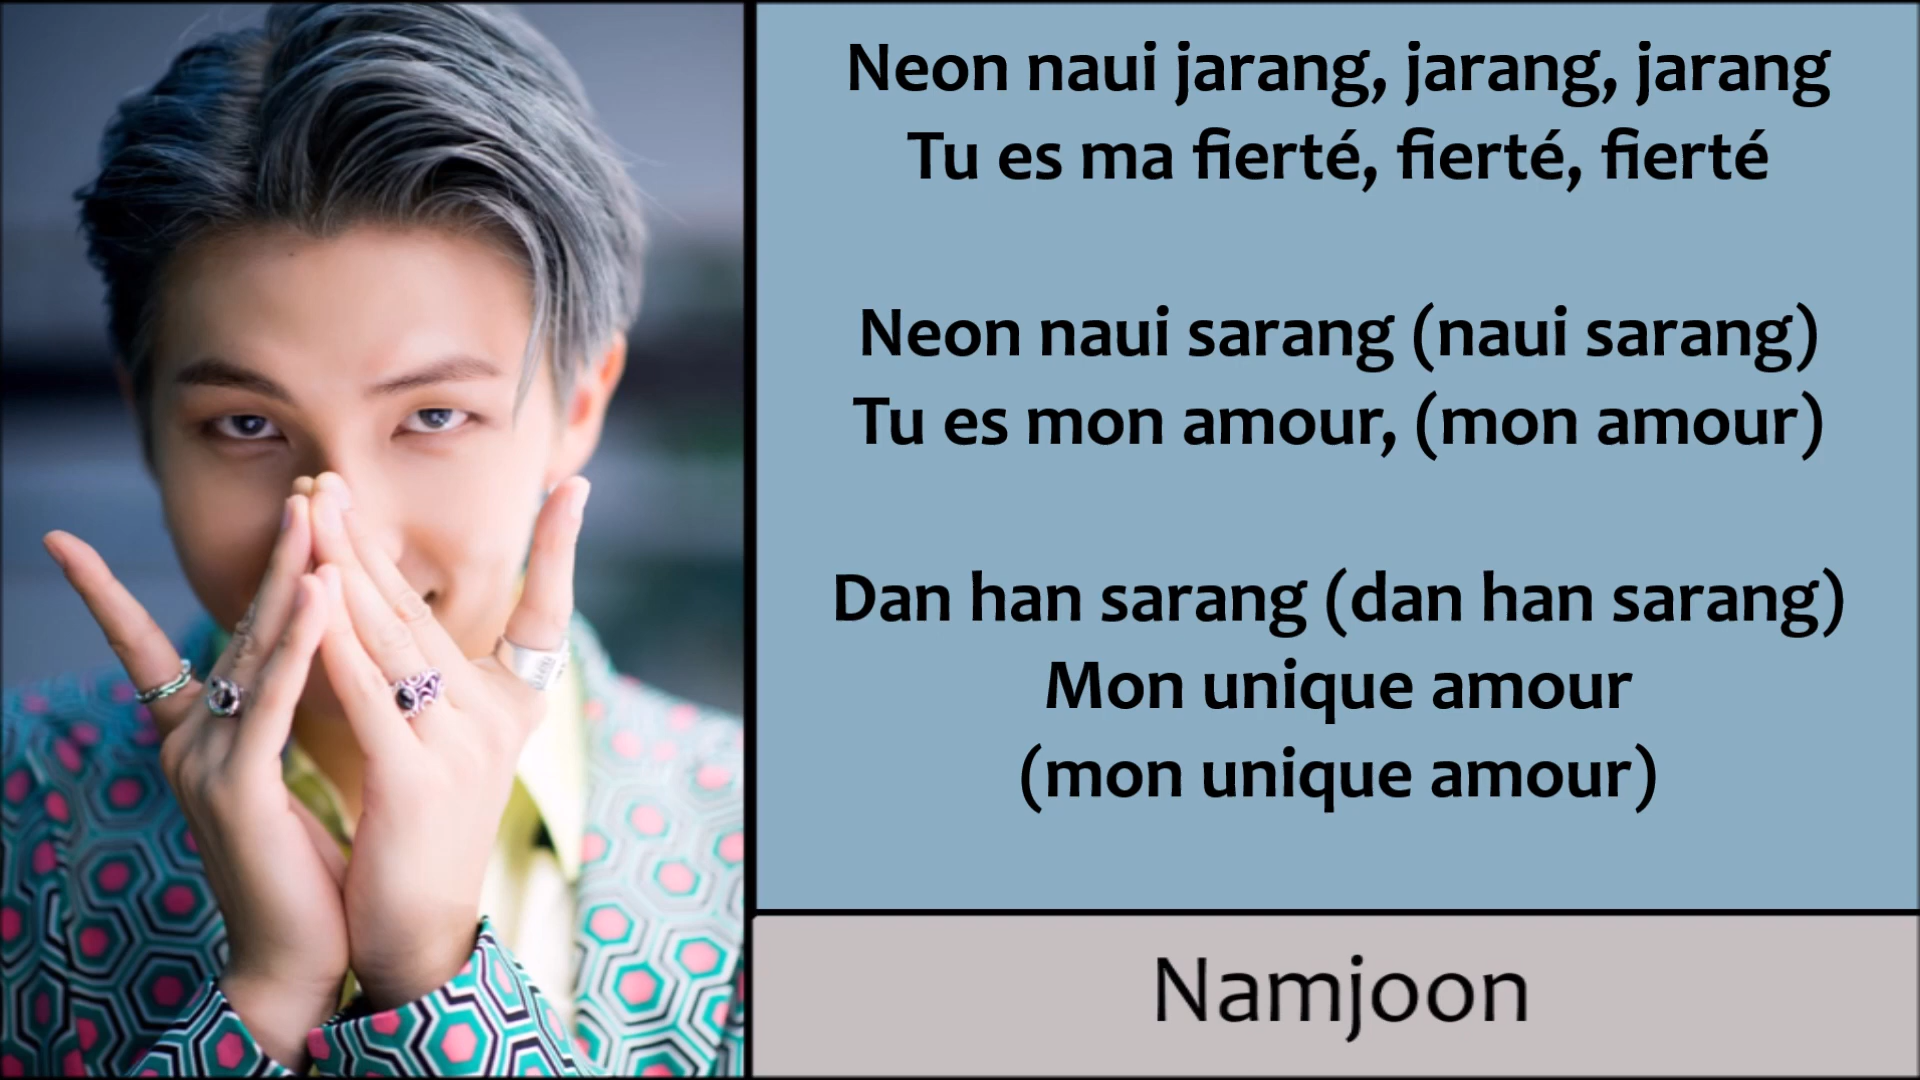 Neon naui jarang, jarang, jarang
Tu es ma fierté, fierté, fierté
Neon naui sarang (naui sarang)
Tu es mon amour, (mon amour)
Dan han sarang (dan han sarang)
Mon unique amour
(mon unique amour)
Namjoon